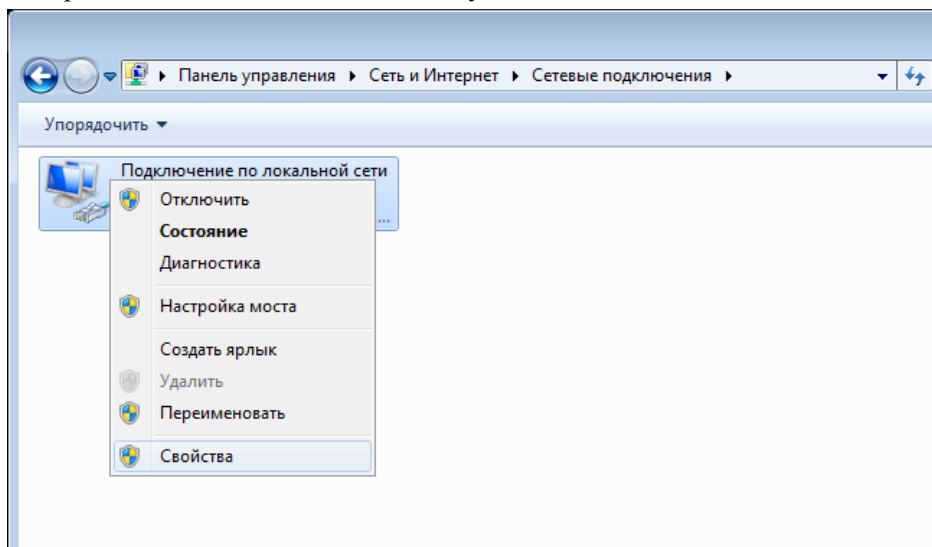 Панель управления ▸ Сеть и Интернет ▸ Сетевые подключения ▸
Упорядочить
Подключение по локальной сети
...
Отключить
Состояние
Диагностика
Настройка моста
Создать ярлык
Удалить
Переименовать
Свойства